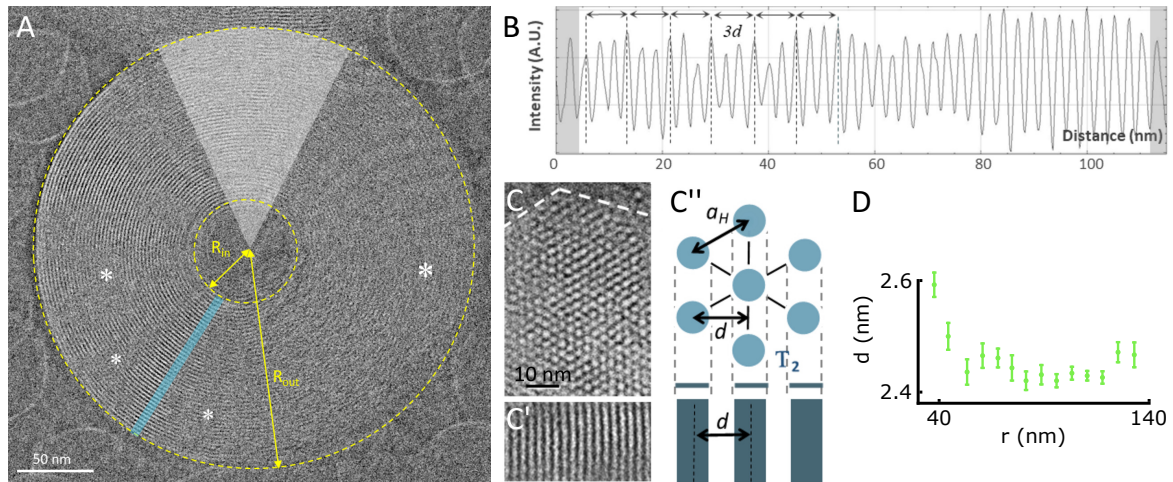 A
R_in
R_out
50 nm
B
Intensity (A.U.)
3d
Distance (nm)
0 20 40 60 80 100
C
10 nm
C'
C''
a_H
d
T_2
d
D
d (nm)
2.6
2.4
40 140
r (nm)
*
*
*
*